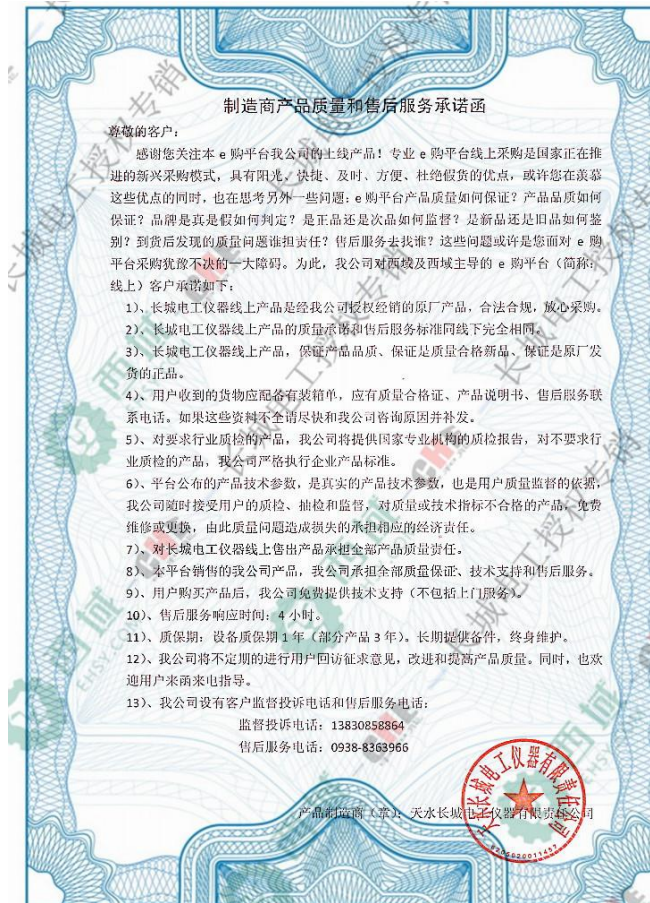 制造商产品质量和售后服务承诺函
尊敬的客户：
感谢您关注本 e 购平台我公司的上线产品！专业 e 购平台线上采购是国家正在推
进的新兴采购模式，具有阳光、快捷、及时、方便、杜绝假货的优点，或许您在羡慕
这些优点的同时，也在思考另外一些问题：e 购平台产品质量如何保证？产品品质如何
保证？品牌是真是假如何判定？是正品还是次品如何监督？是新品还是旧品如何鉴
别？到货后发现的质量问题谁担责任？售后服务去找谁？这些问题或许是您面对 e 购
平台采购犹豫不决的一大障碍。为此，我公司对西域及西域主导的 e 购平台（简称：
线上）客户承诺如下：
1）、长城电工仪器线上产品是经我公司授权经销的原厂产品，合法合规，放心采购。
2）、长城电工仪器线上产品的质量承诺和售后服务标准同线下完全相同。
3）、长城电工仪器线上产品，保证产品品质、保证是质量合格新品、保证是原厂发
货的正品。
4）、用户收到的货物应配备有装箱单，应有质量合格证、产品说明书、售后服务联
系电话。如果这些资料不全请尽快和我公司咨询原因并补发。
5）、对要求行业质检的产品，我公司将提供国家专业机构的质检报告，对不要求行
业质检的产品，我公司严格执行企业产品标准。
6）、平台公布的产品技术参数，是真实的产品技术参数，也是用户质量监督的依据，
我公司随时接受用户的质检、抽检和监督，对质量或技术指标不合格的产品，免费
维修或更换，由此质量问题造成损失的承担相应的经济责任。
7）、对长城电工仪器线上售出产品承担全部产品质量责任。
8）、本平台销售的我公司产品，我公司承担全部质量保证、技术支持和售后服务。
9）、用户购买产品后，我公司免费提供技术支持（不包括上门服务）。
10）、售后服务响应时间：4 小时。
11）、质保期：设备质保期 1 年（部分产品 3 年）。长期提供备件，终身维护。
12）、我公司将不定期的进行用户回访征求意见，改进和提高产品质量。同时，也欢
迎用户来函来电指导。
13）、我公司设有客户监督投诉电话和售后服务电话：
监督投诉电话：13830858864
售后服务电话：0938-8363966
产品制造商（章）：天水长城电工仪器有限责任公司
天水长城电工仪器有限责任公司
6205020011457
长城电工授权专销
西域
EHSY.COM